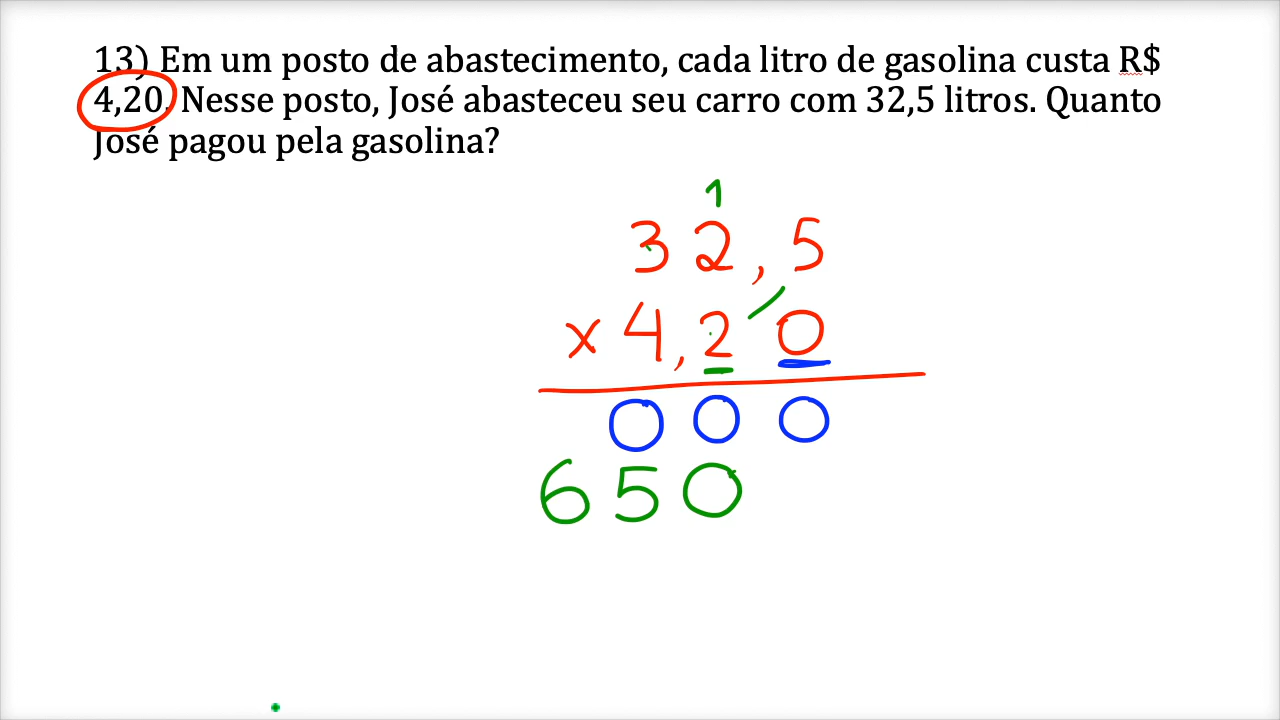 13) Em um posto de abastecimento, cada litro de gasolina custa R$
4,20. Nesse posto, José abasteceu seu carro com 32,5 litros. Quanto
José pagou pela gasolina?
1
32,5
x 4,20
000
650